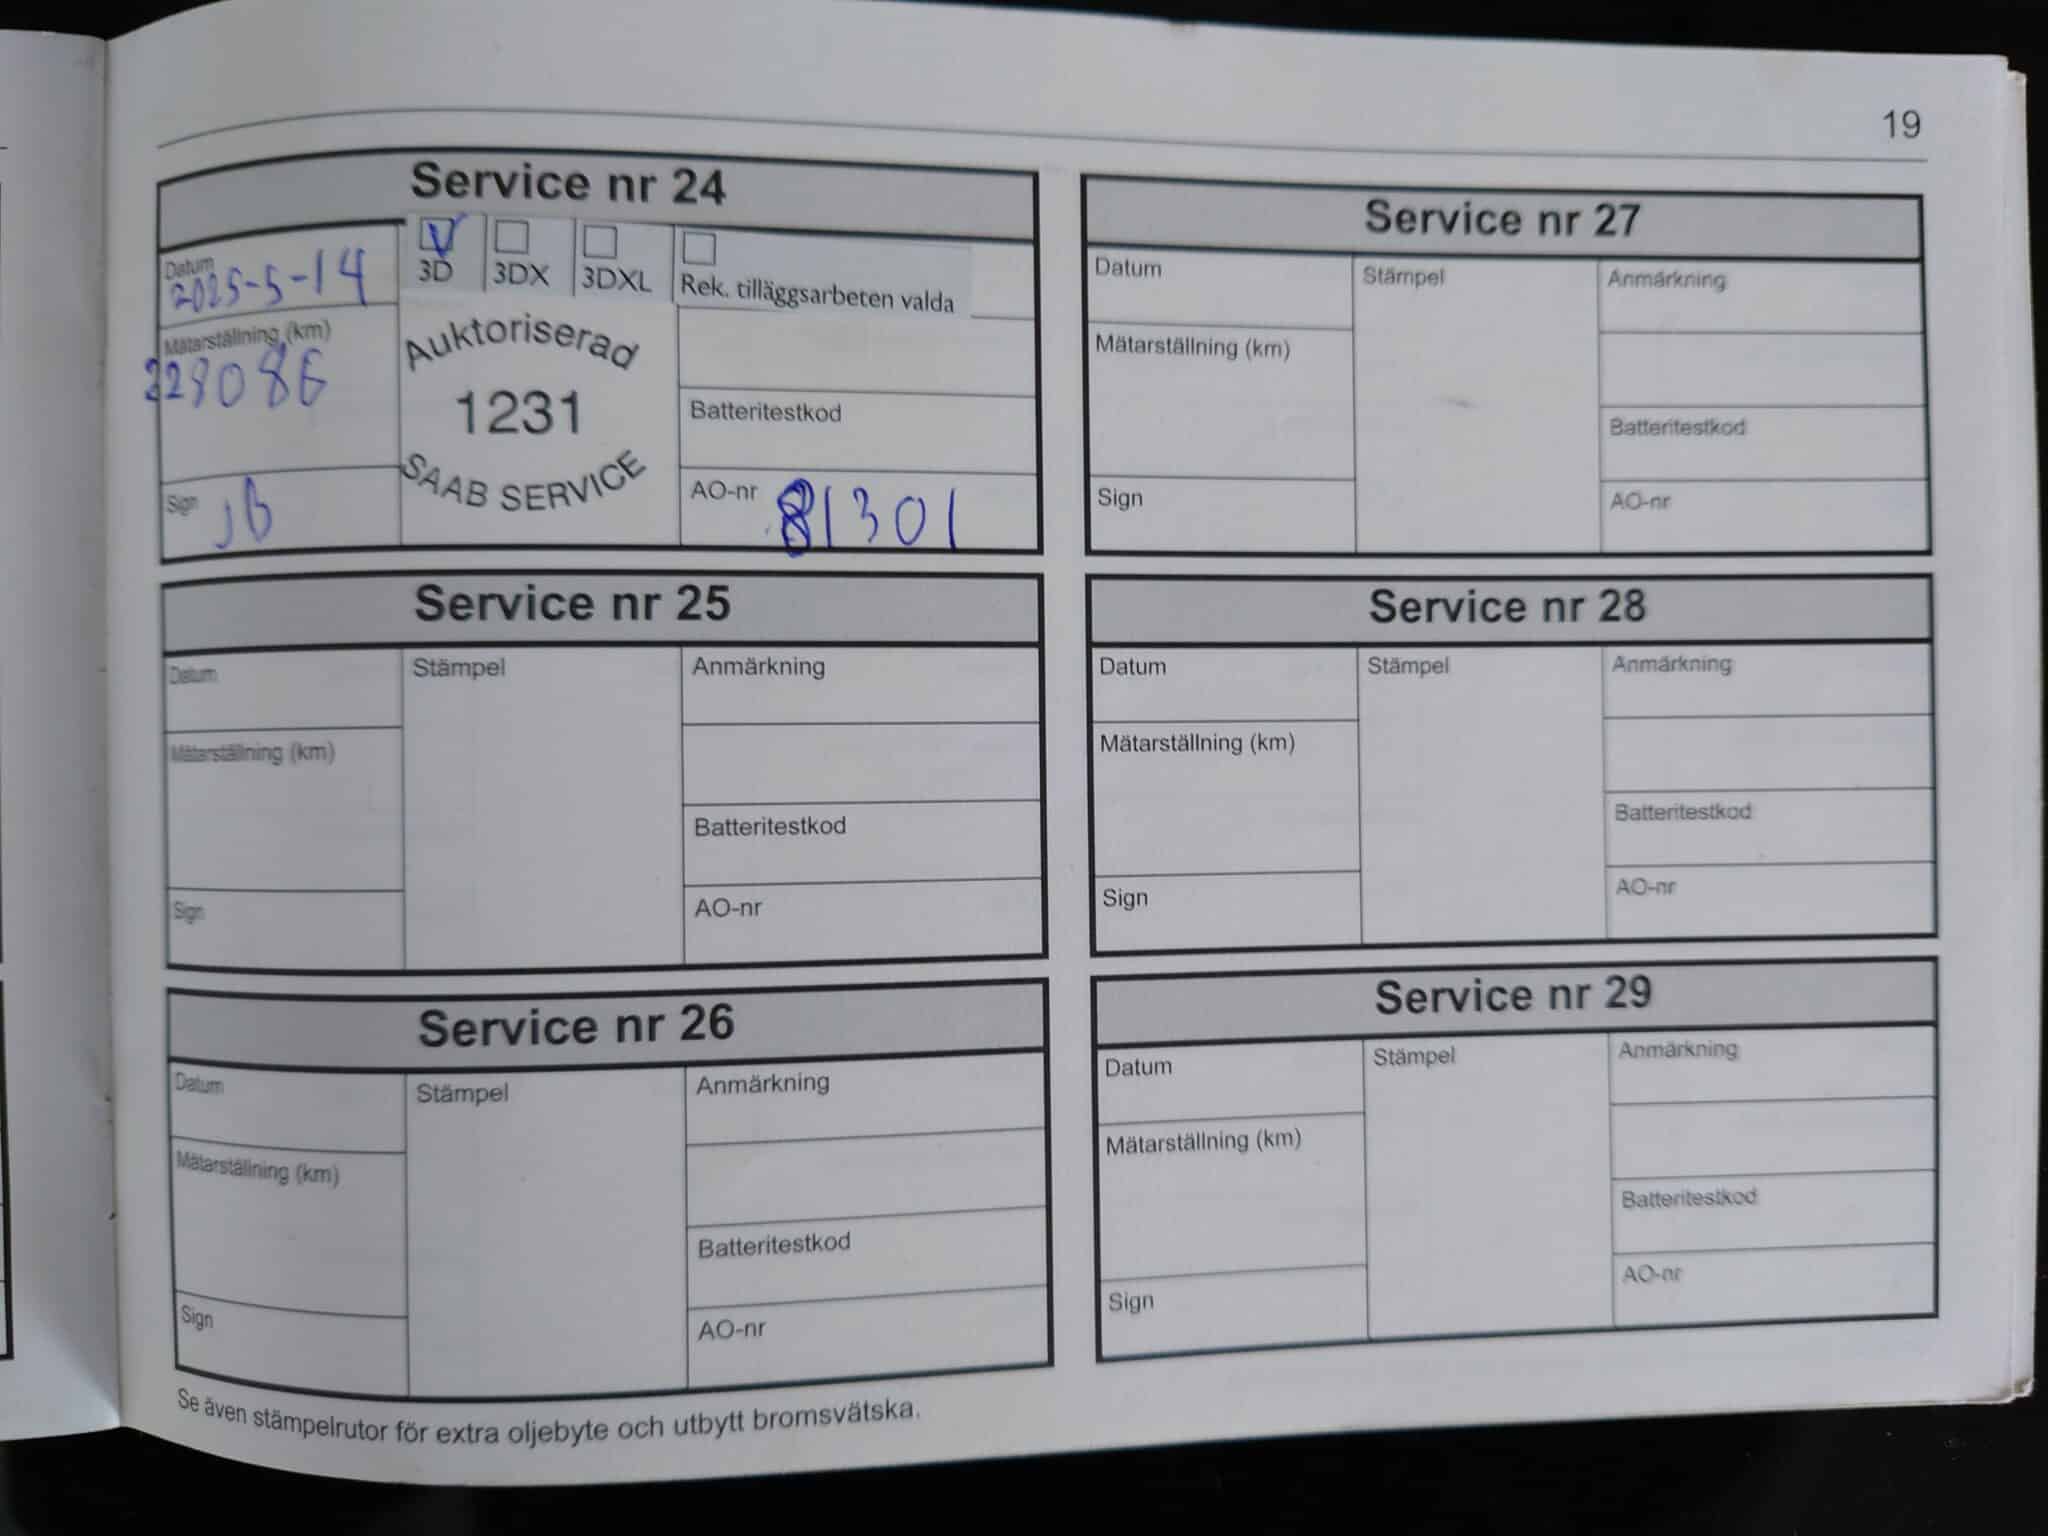 19
Service nr 24
Datum
2025-5-14
3D
3DX
3DXL
Rek. tilläggsarbeten valda
Mätarställning (km)
228086
Auktoriserad
1231
SAAB SERVICE
Batteritestkod
Sign JB
AO-nr 81301
Service nr 25
Datum
Stämpel
Anmärkning
Mätarställning (km)
Batteritestkod
Sign
AO-nr
Service nr 26
Datum
Stämpel
Anmärkning
Mätarställning (km)
Batteritestkod
Sign
AO-nr
Service nr 27
Datum
Stämpel
Anmärkning
Mätarställning (km)
Batteritestkod
Sign
AO-nr
Service nr 28
Datum
Stämpel
Anmärkning
Mätarställning (km)
Batteritestkod
Sign
AO-nr
Service nr 29
Datum
Stämpel
Anmärkning
Mätarställning (km)
Batteritestkod
Sign
AO-nr
Se även stämpelrutor för extra oljebyte och utbytt bromsvätska.